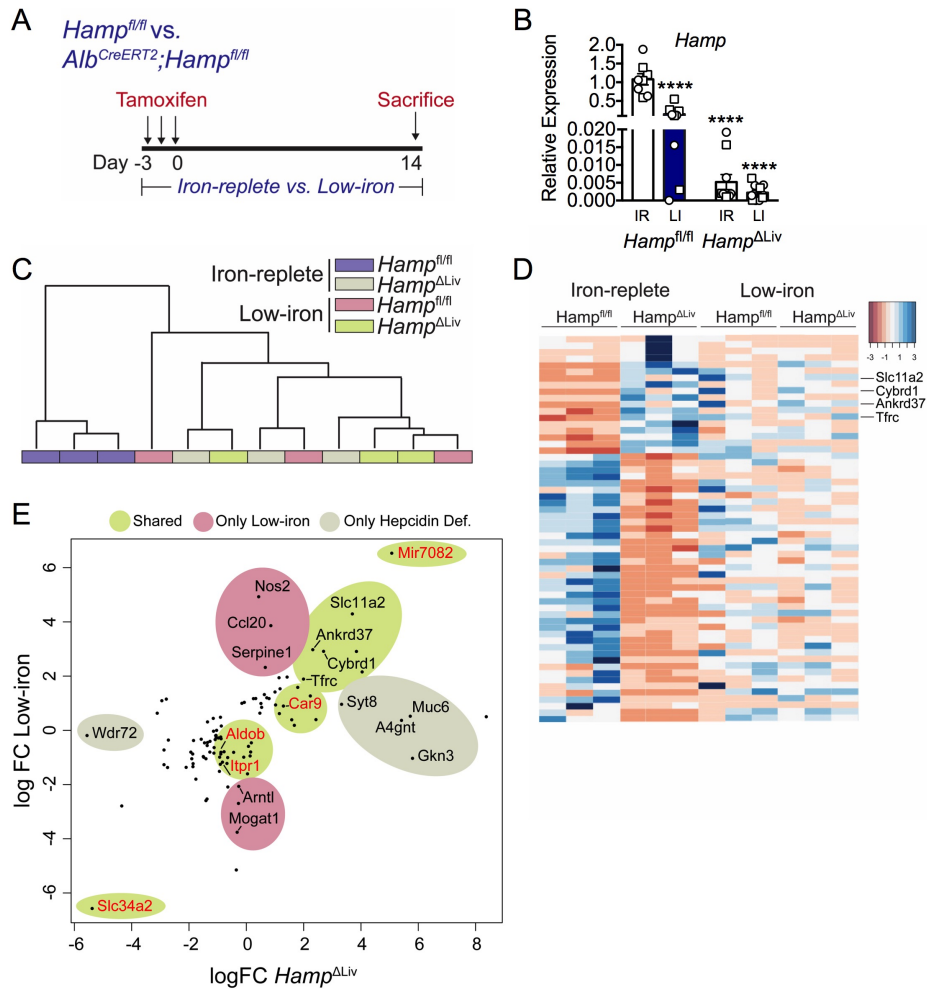 A
Hamp^fl/fl vs.
Alb^CreERT2;Hamp^fl/fl
Tamoxifen
Sacrifice
Day -3 0 14
Iron-replete vs. Low-iron
B
Hamp
Relative Expression
2.0
1.5
1.0
0.5
0.020
0.015
0.010
0.005
0.000
****
****
****
IR LI IR LI
Hamp^fl/fl Hamp^ΔLiv
C
Iron-replete
Hamp^fl/fl
Hamp^ΔLiv
Low-iron
Hamp^fl/fl
Hamp^ΔLiv
D
Iron-replete Low-iron
Hamp^fl/fl Hamp^ΔLiv Hamp^fl/fl Hamp^ΔLiv
-3 -1 1 3
Slc11a2
Cybrd1
Ankrd37
Tfrc
E
Shared Only Low-iron Only Hepcidin Def.
log FC Low-iron
6
4
2
0
-2
-4
-6
Mir7082
Nos2
Slc11a2
Ccl20
Ankrd37
Serpine1
Cybrd1
Tfrc
Car9
Syt8
Muc6
A4gnt
Gkn3
Wdr72
Aldob
Itpr1
Arntl
Mogat1
Slc34a2
-6 -4 -2 0 2 4 6 8
logFC Hamp^ΔLiv